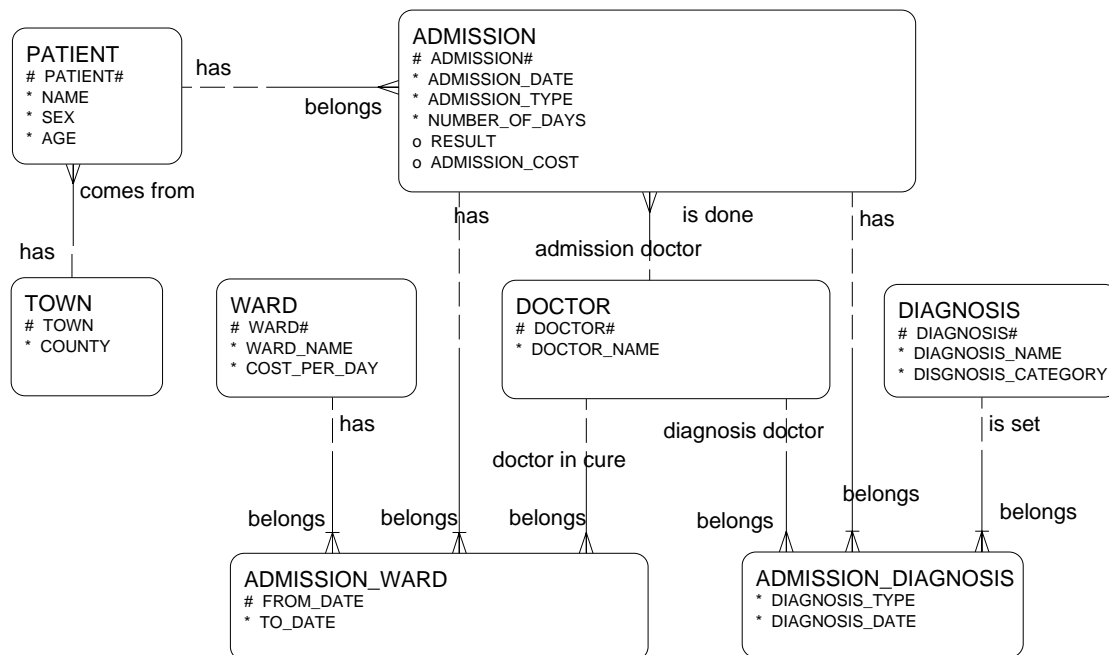 PATIENT
# PATIENT#
* NAME
* SEX
* AGE
has
belongs
ADMISSION
# ADMISSION#
* ADMISSION_DATE
* ADMISSION_TYPE
* NUMBER_OF_DAYS
o RESULT
o ADMISSION_COST
comes from
has
has
is done
admission doctor
has
TOWN
# TOWN
* COUNTY
WARD
# WARD#
* WARD_NAME
* COST_PER_DAY
DOCTOR
# DOCTOR#
* DOCTOR_NAME
DIAGNOSIS
# DIAGNOSIS#
* DIAGNOSIS_NAME
* DISGNOSIS_CATEGORY
has
doctor in cure
diagnosis doctor
is set
belongs
belongs
belongs
belongs
belongs
belongs
ADMISSION_WARD
# FROM_DATE
* TO_DATE
ADMISSION_DIAGNOSIS
* DIAGNOSIS_TYPE
* DIAGNOSIS_DATE